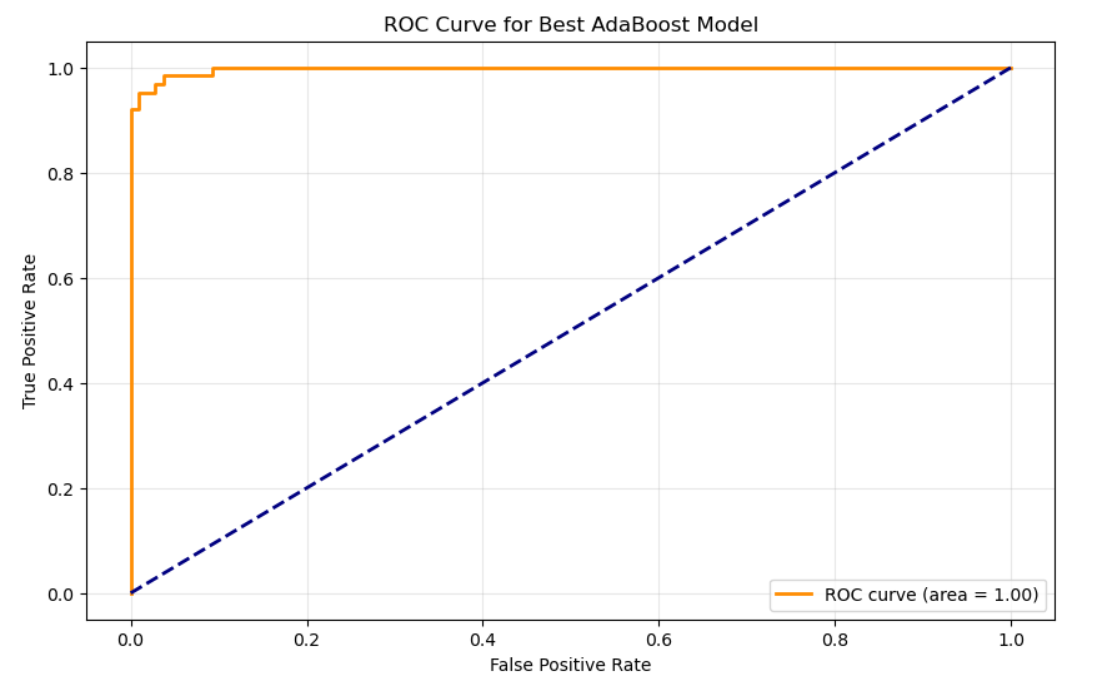 ROC Curve for Best AdaBoost Model
True Positive Rate
1.0
0.8
0.6
0.4
0.2
0.0
ROC curve (area = 1.00)
0.0 0.2 0.4 0.6 0.8 1.0
False Positive Rate